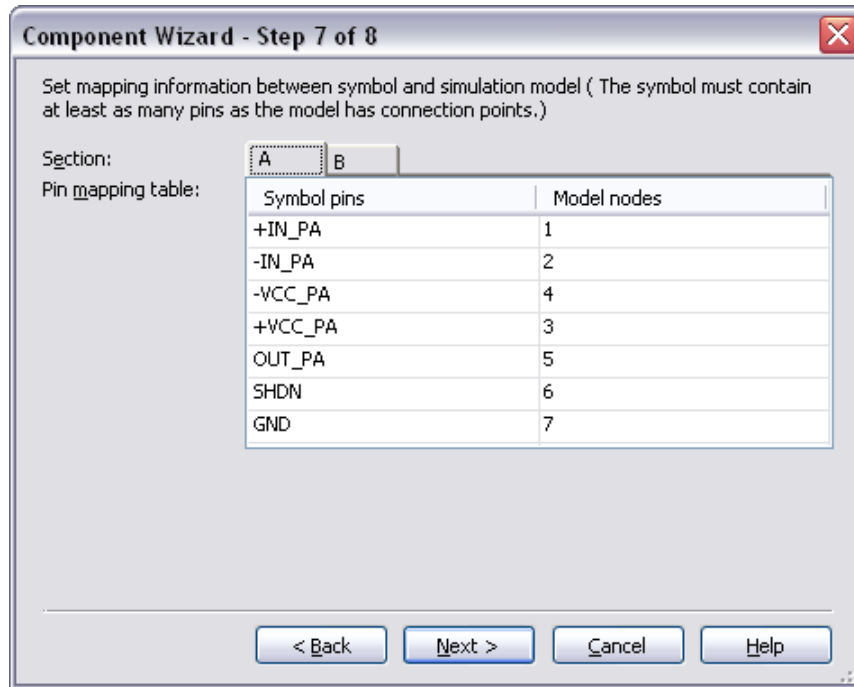 Component Wizard - Step 7 of 8
Set mapping information between symbol and simulation model ( The symbol must contain
at least as many pins as the model has connection points.)
Section:
A B
Pin mapping table:
Symbol pins Model nodes
+IN_PA 1
-IN_PA 2
-VCC_PA 4
+VCC_PA 3
OUT_PA 5
SHDN 6
GND 7
< Back Next > Cancel Help